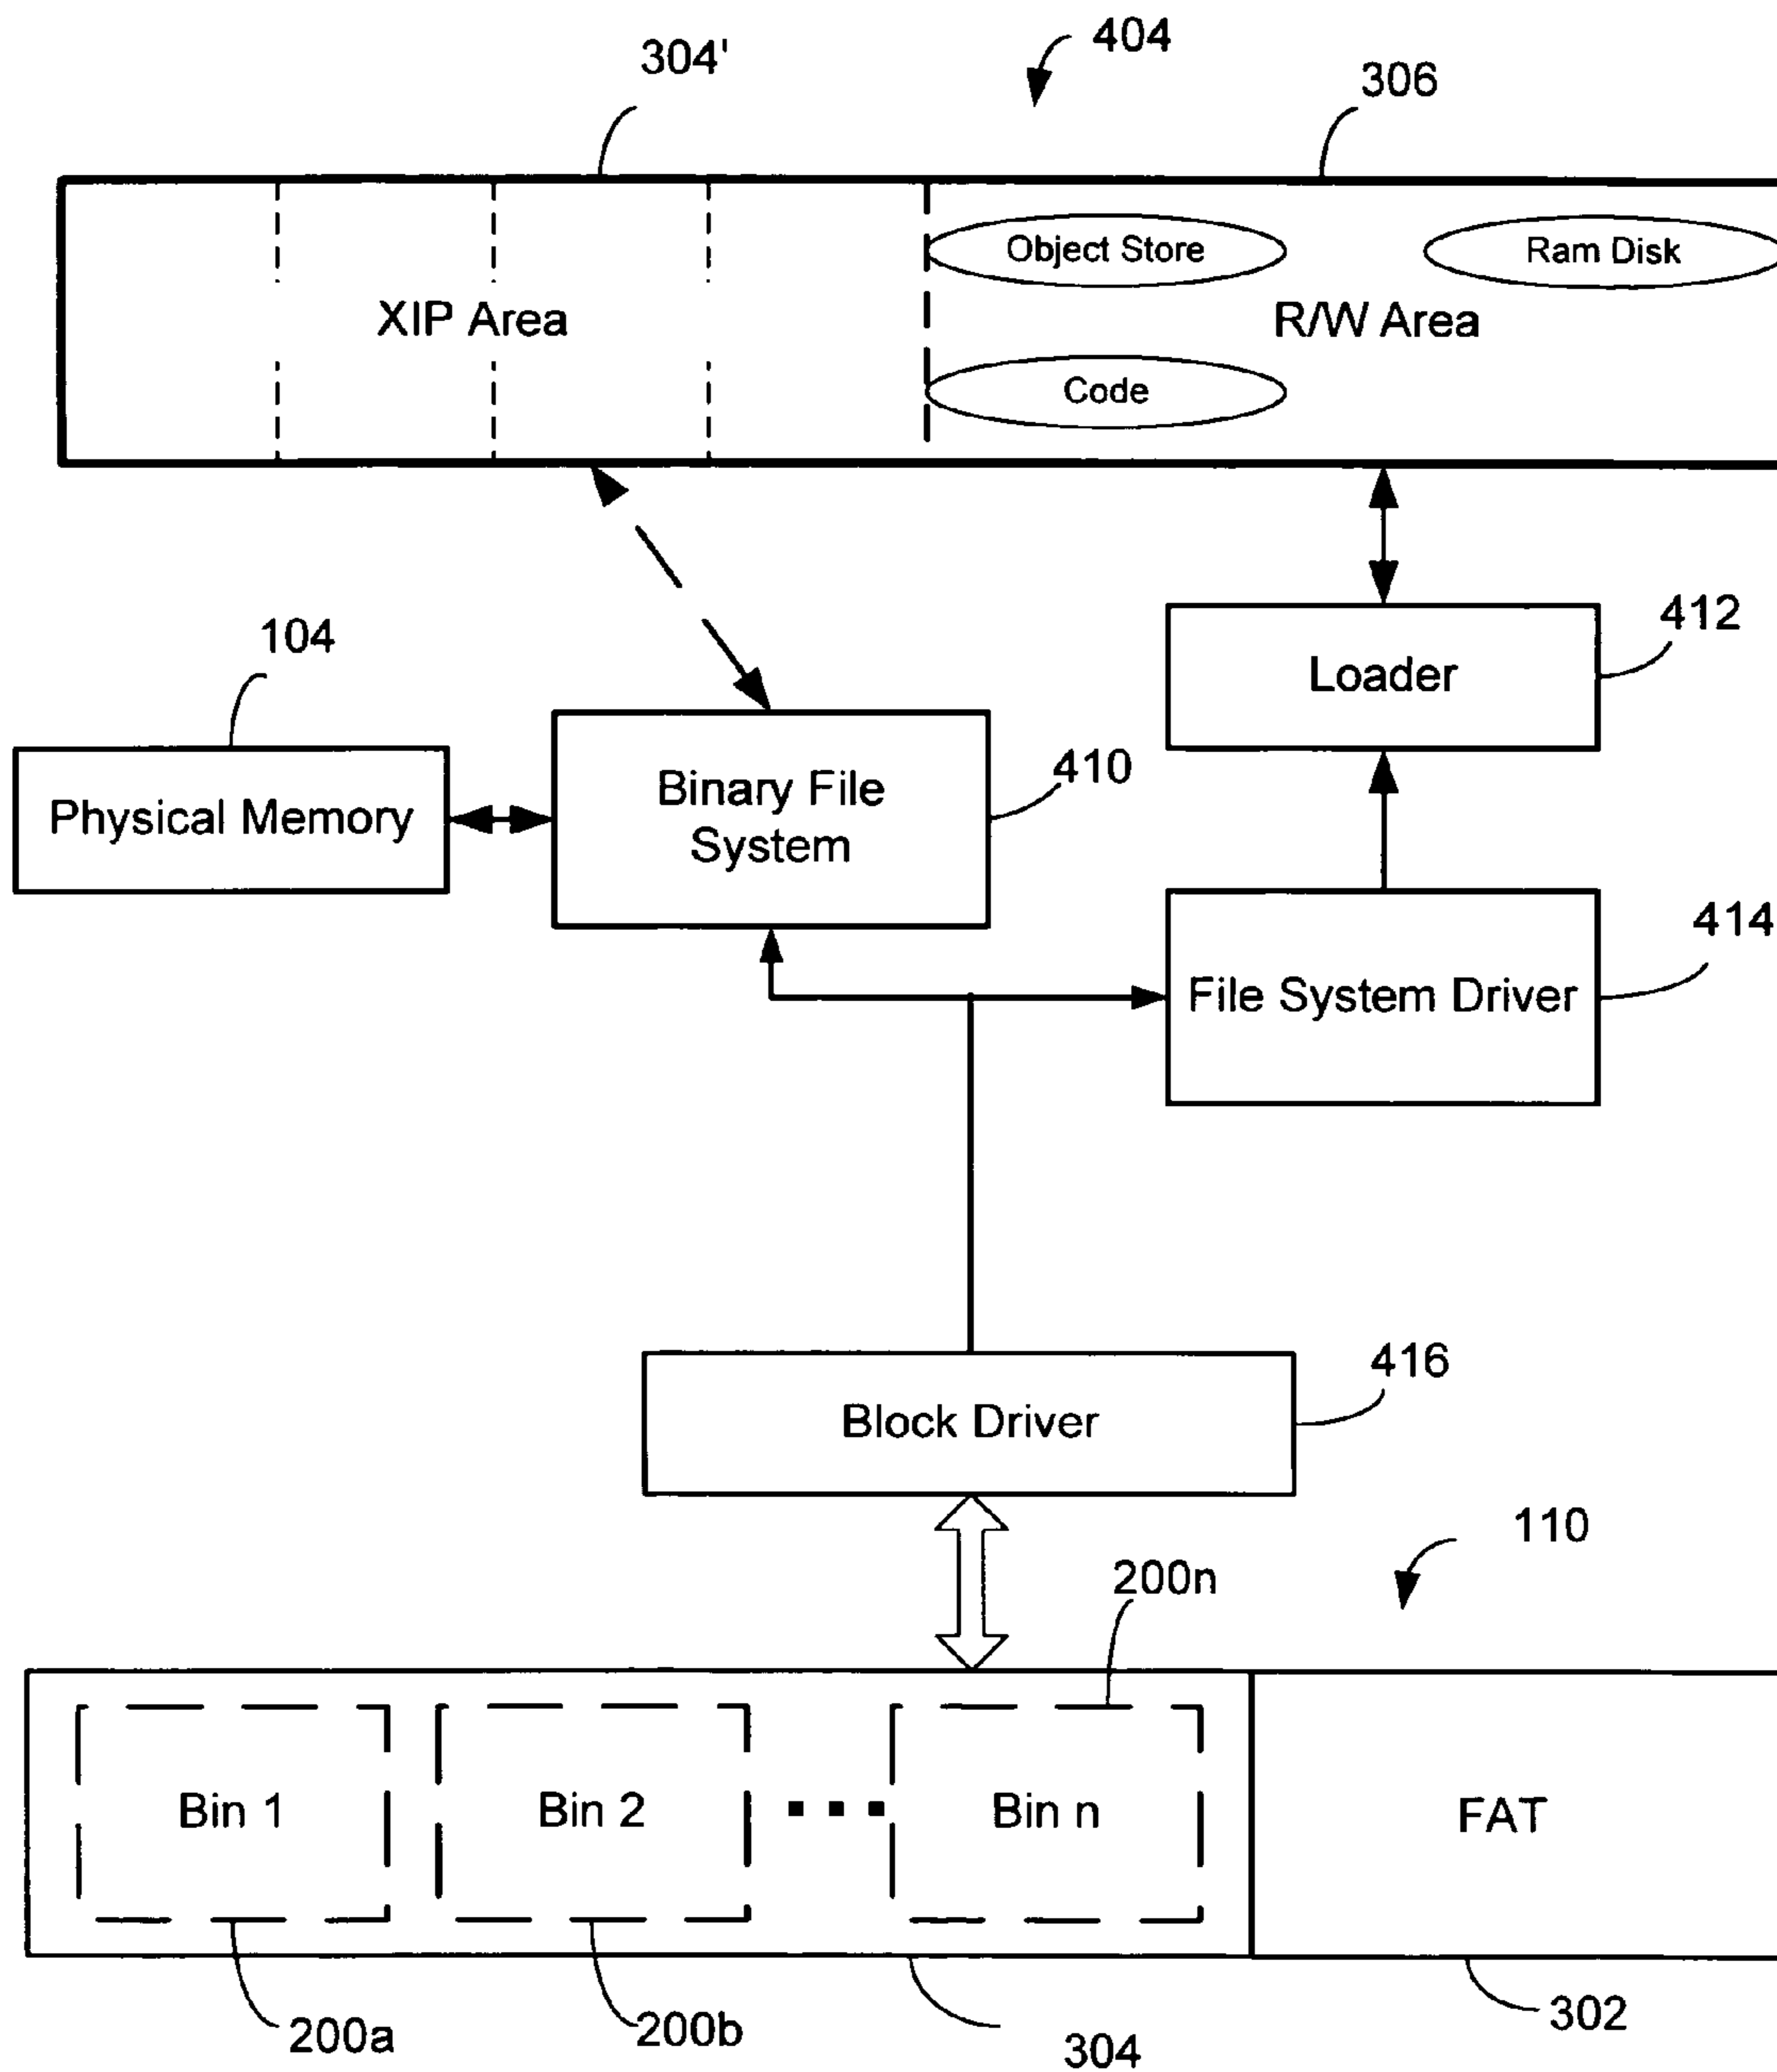 404
304'
306
Object Store
Ram Disk
XIP Area
R/W Area
Code
104
412
Loader
Physical Memory
Binary File
System
410
414
File System Driver
416
Block Driver
110
200n
Bin 1
Bin 2
Bin n
FAT
200a
200b
304
302